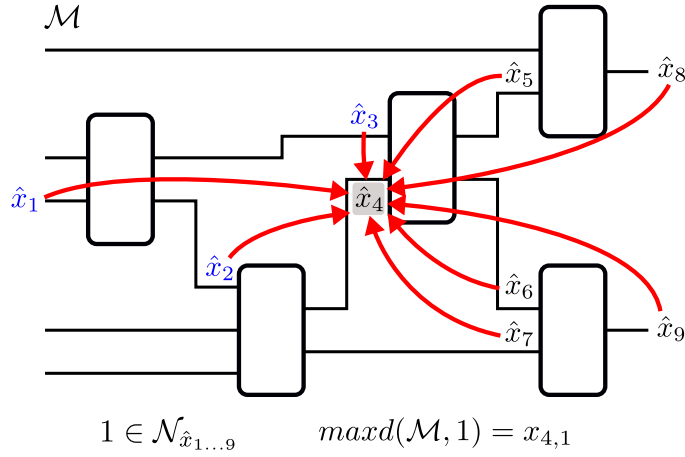 ℳ
x̂₅
x̂₈
x̂₃
x̂₁
x̂₄
x̂₂
x̂₆
x̂₇
x̂₉
1 ∈ 𝒩_{x̂_{1...9}}
maxd(ℳ, 1) = x_{4,1}